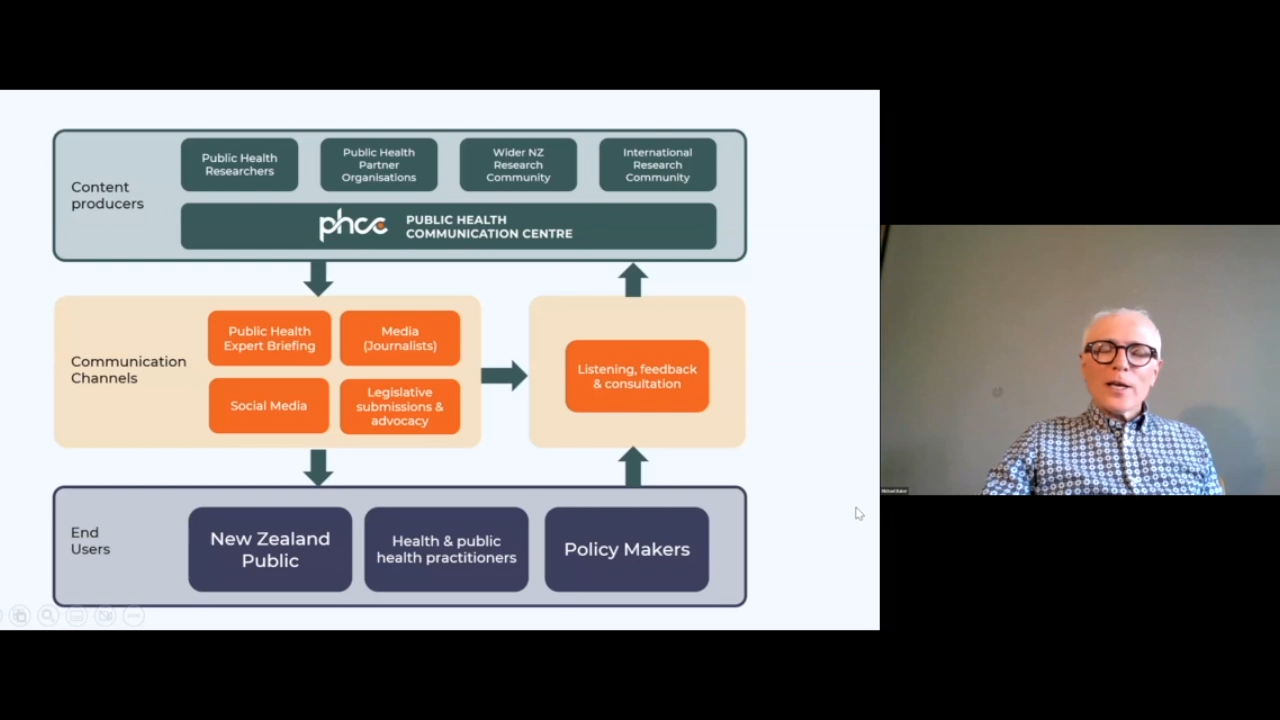 Content
producers
Public Health
Researchers
Public Health
Partner
Organisations
Wider NZ
Research
Community
International
Research
Community
phcc
PUBLIC HEALTH
COMMUNICATION CENTRE
Communication
Channels
Public Health
Expert Briefing
Media
(Journalists)
Social Media
Legislative
submissions &
advocacy
Listening, feedback
& consultation
End
Users
New Zealand
Public
Health & public
health practitioners
Policy Makers
Michael Baker